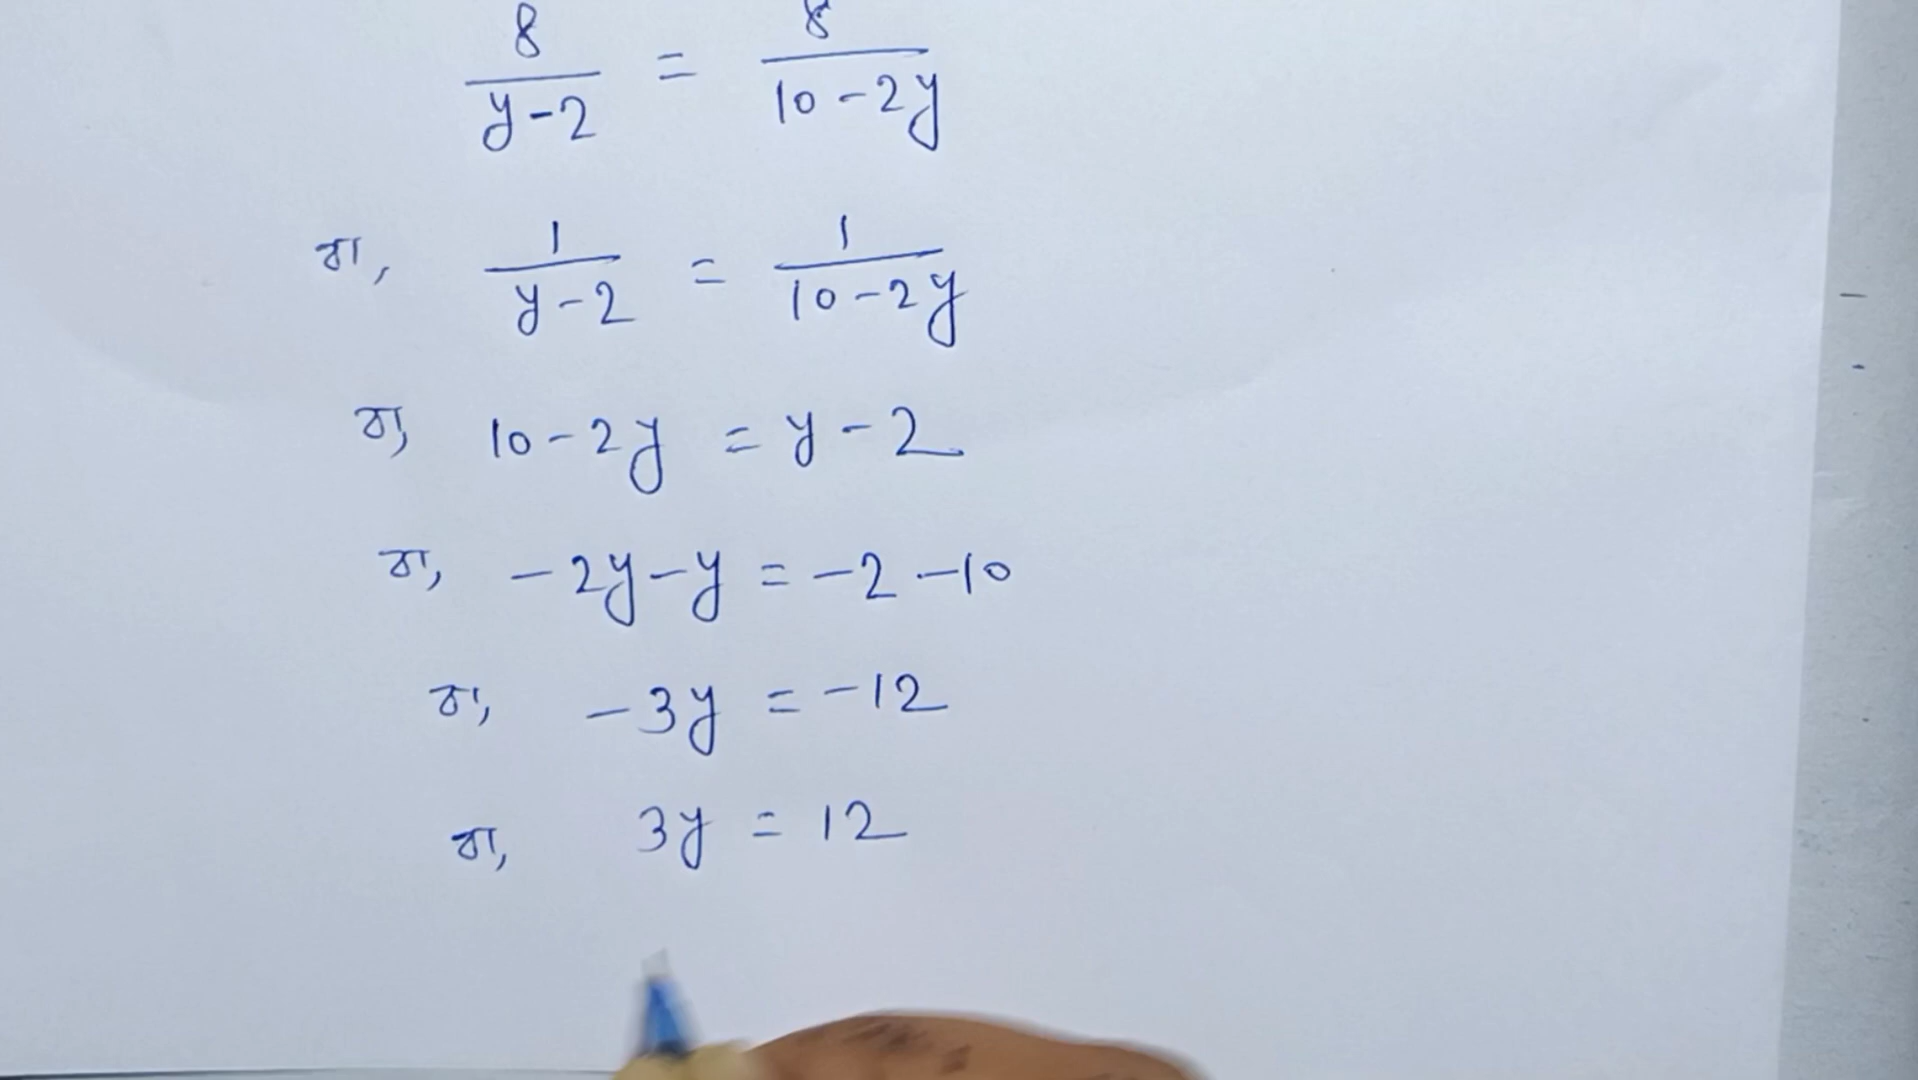 8/(y-2) = 8/(10-2y)
বা, 1/(y-2) = 1/(10-2y)
বা, 10-2y = y-2
বা, -2y-y = -2-10
বা, -3y = -12
বা, 3y = 12